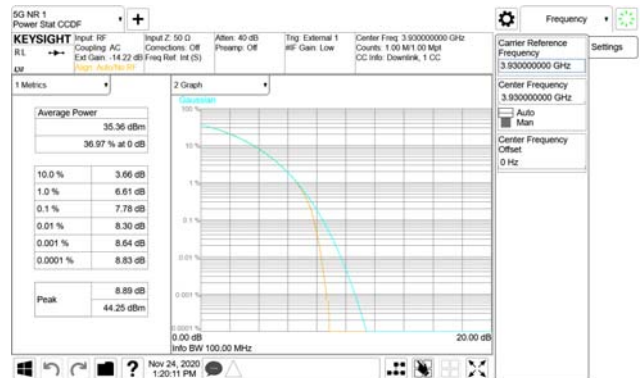 5G NR 1
Power Stat CCDF
Frequency
KEYSIGHT
Input: RF
Coupling: AC
Ext Gain: -14.22 dB
Align: Auto/No RF
Input Z: 50 Ω
Corrections: Off
Freq Ref: Int (S)
Atten: 40 dB
Preamp: Off
Trig: External 1
#IF Gain: Low
Center Freq: 3.930000000 GHz
Counts: 1.00 M/1.00 Mpt
CC Info: Downlink, 1 CC
RL
Carrier Reference
Frequency
3.930000000 GHz
Settings
Center Frequency
3.930000000 GHz
Auto
Man
Center Frequency
Offset
0 Hz
1 Metrics
Average Power
35.36 dBm
36.97 % at 0 dB
10.0 % 3.66 dB
1.0 % 6.61 dB
0.1 % 7.78 dB
0.01 % 8.30 dB
0.001 % 8.64 dB
0.0001 % 8.83 dB
Peak 8.89 dB
44.25 dBm
2 Graph
Gaussian
100 %
10 %
1 %
0.1 %
0.01 %
0.001 %
0.0001 %
0.00 dB
20.00 dB
Info BW 100.00 MHz
Nov 24, 2020
1:20:11 PM